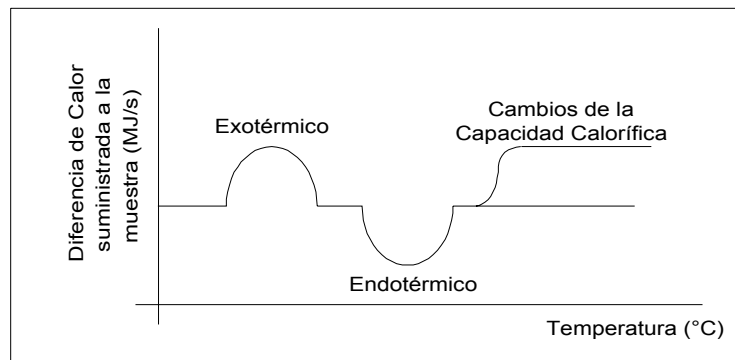 Diferencia de Calor
suministrada a la
muestra (MJ/s)
Exotérmico
Cambios de la
Capacidad Calorífica
Endotérmico
Temperatura (°C)